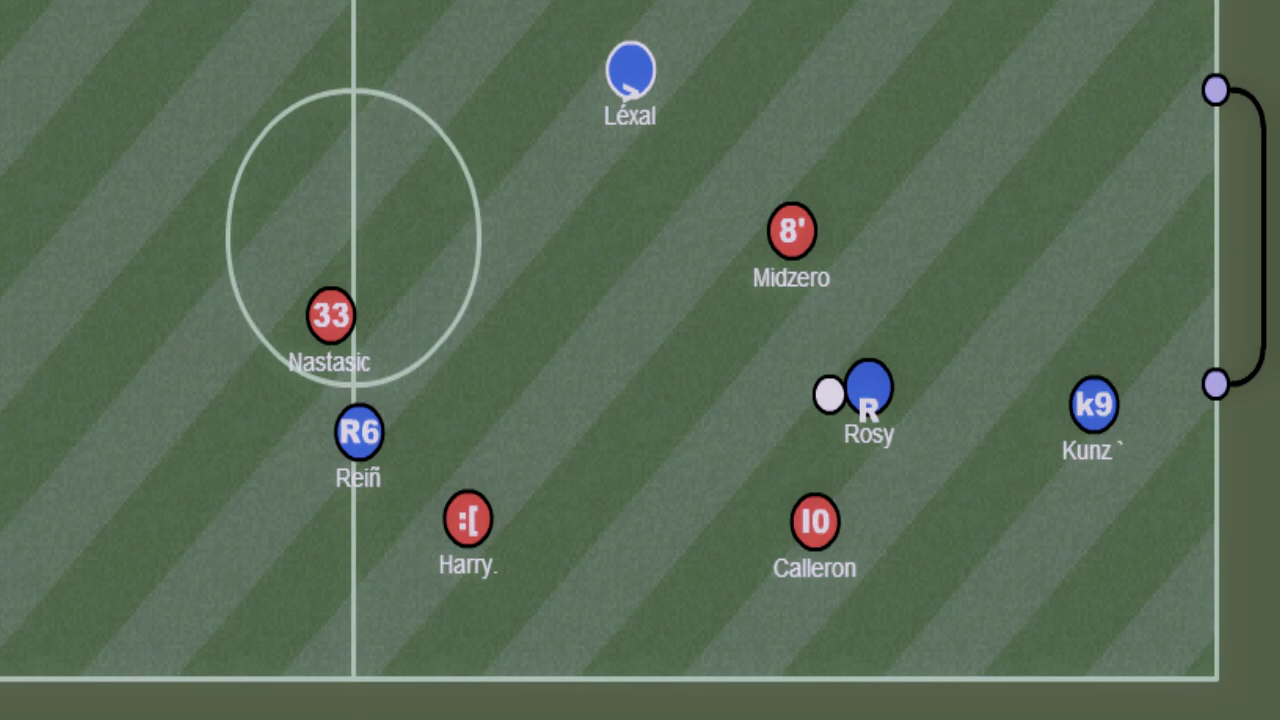 Léxal
8'
Midzero
33
Nastasic
R
Rosy
k9
Kunz `
R6
Reiñ
:[
Harry.
I0
Calleron